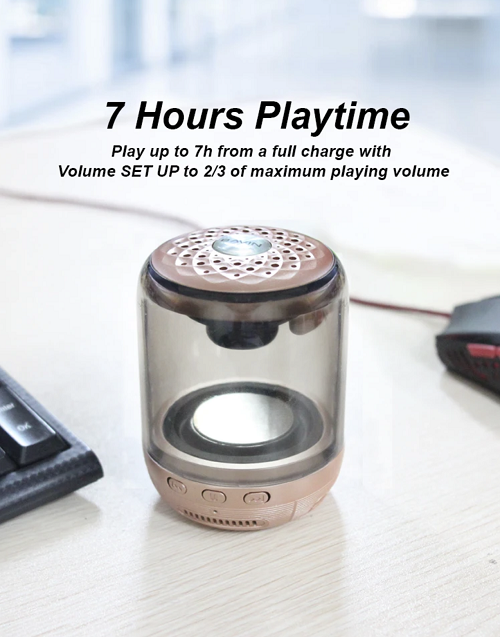 7 Hours Playtime
Play up to 7h from a full charge with
Volume SET UP to 2/3 of maximum playing volume